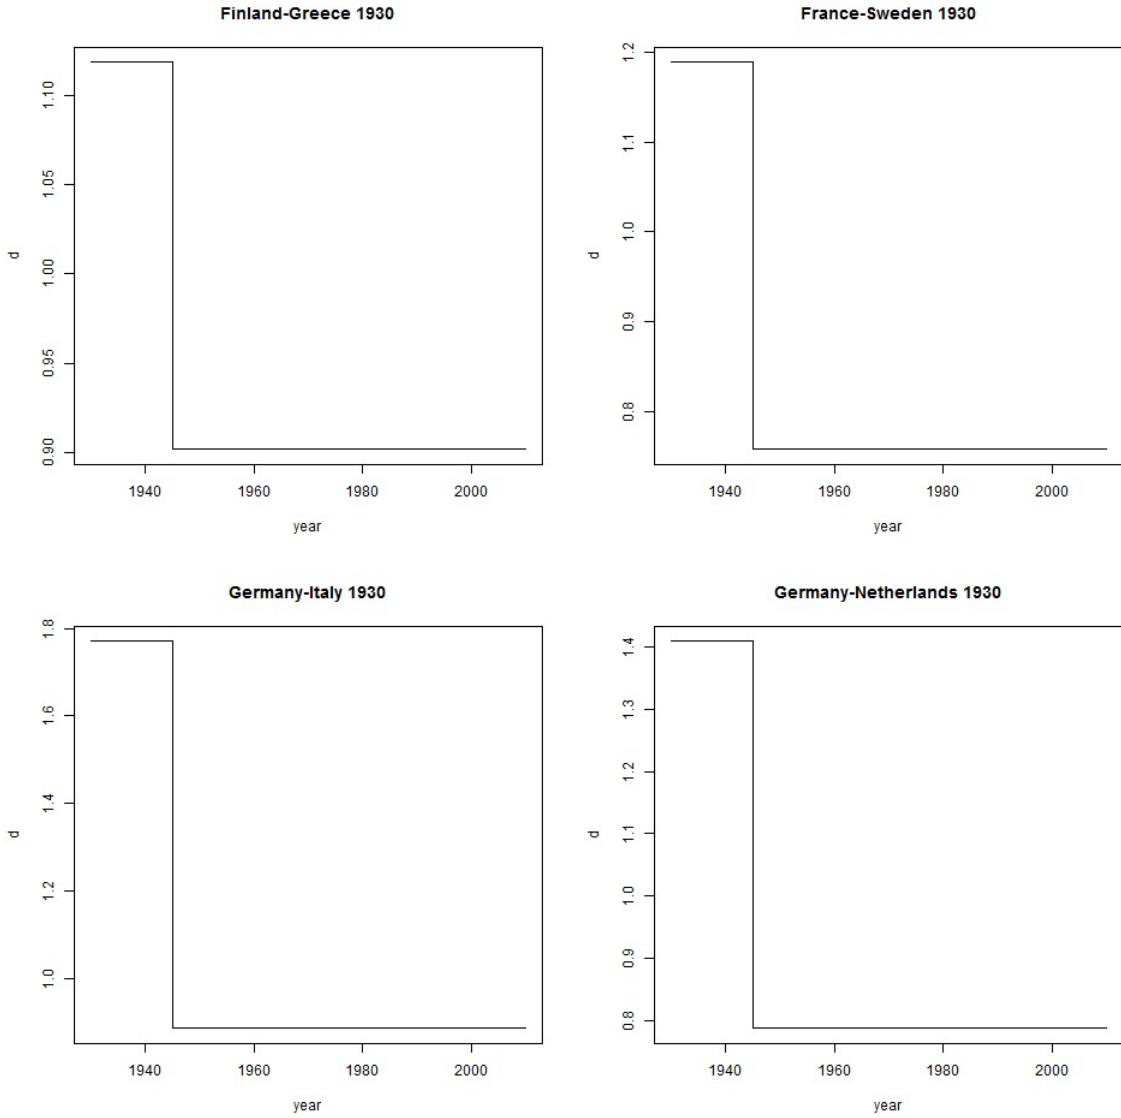 Finland-Greece 1930
d
1.10
1.05
1.00
0.95
0.90
1940 1960 1980 2000
year
France-Sweden 1930
d
1.2
1.1
1.0
0.9
0.8
1940 1960 1980 2000
year
Germany-Italy 1930
d
1.8
1.6
1.4
1.2
1.0
1940 1960 1980 2000
year
Germany-Netherlands 1930
d
1.4
1.3
1.2
1.1
1.0
0.9
0.8
1940 1960 1980 2000
year